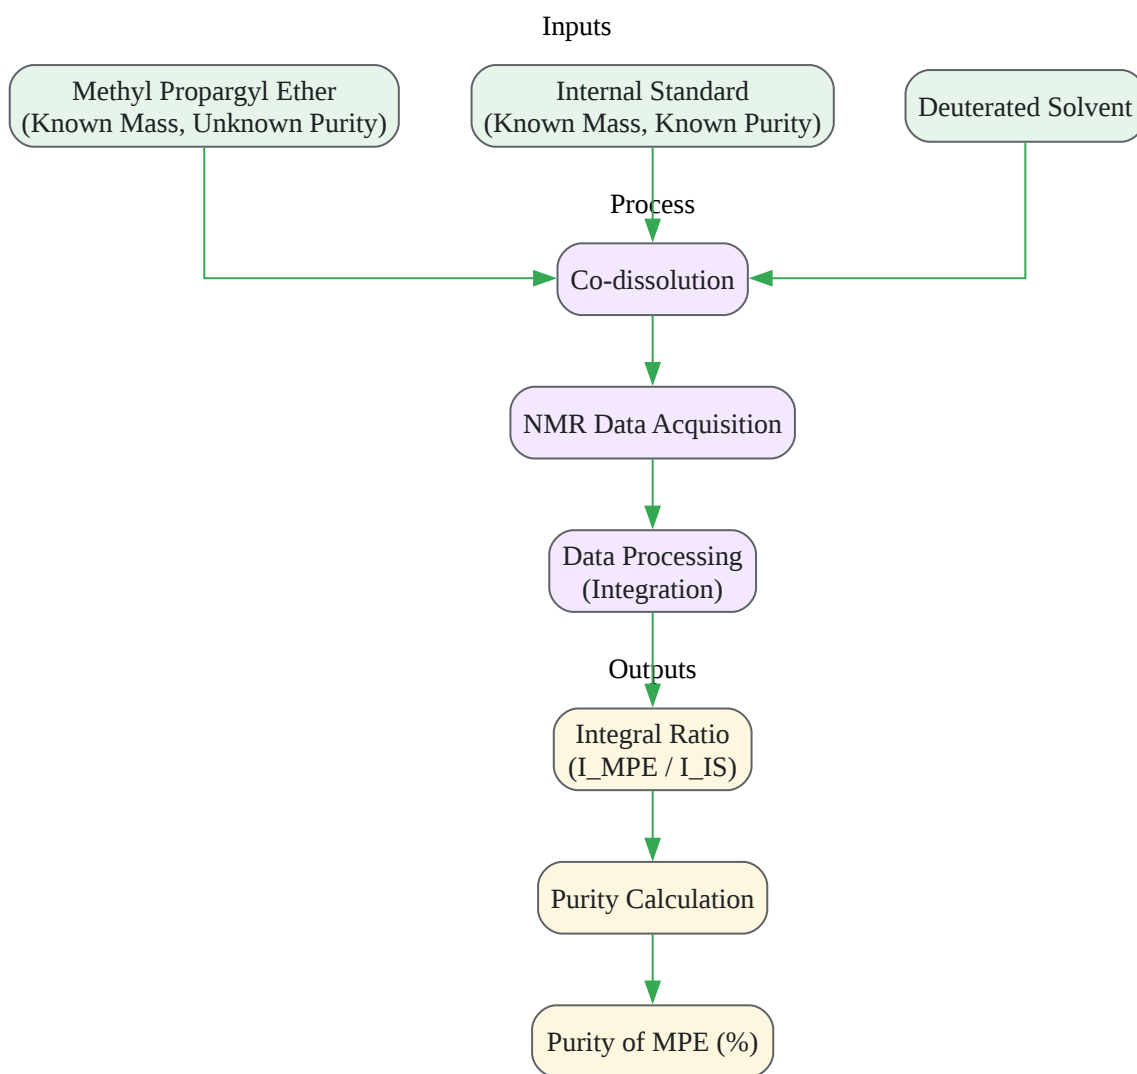 Inputs
Methyl Propargyl Ether
(Known Mass, Unknown Purity)
Internal Standard
(Known Mass, Known Purity)
Deuterated Solvent
Process
Co-dissolution
NMR Data Acquisition
Data Processing
(Integration)
Outputs
Integral Ratio
(I_MPE / I_IS)
Purity Calculation
Purity of MPE (%)